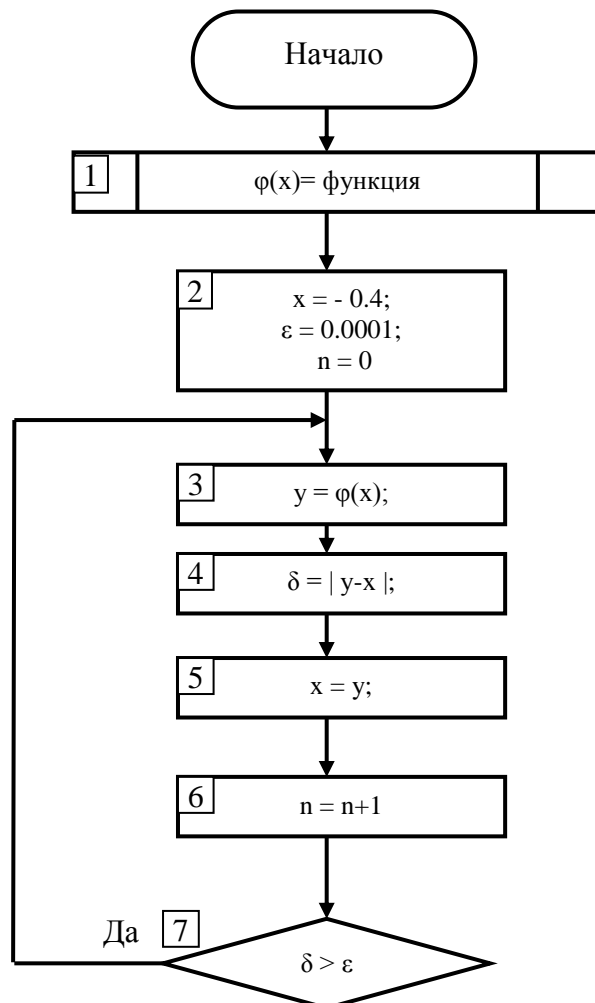 Начало
1
φ(x)= функция
2
x = - 0.4;
ε = 0.0001;
n = 0
3
y = φ(x);
4
δ = | y-x |;
5
x = y;
6
n = n+1
Да
7
δ > ε